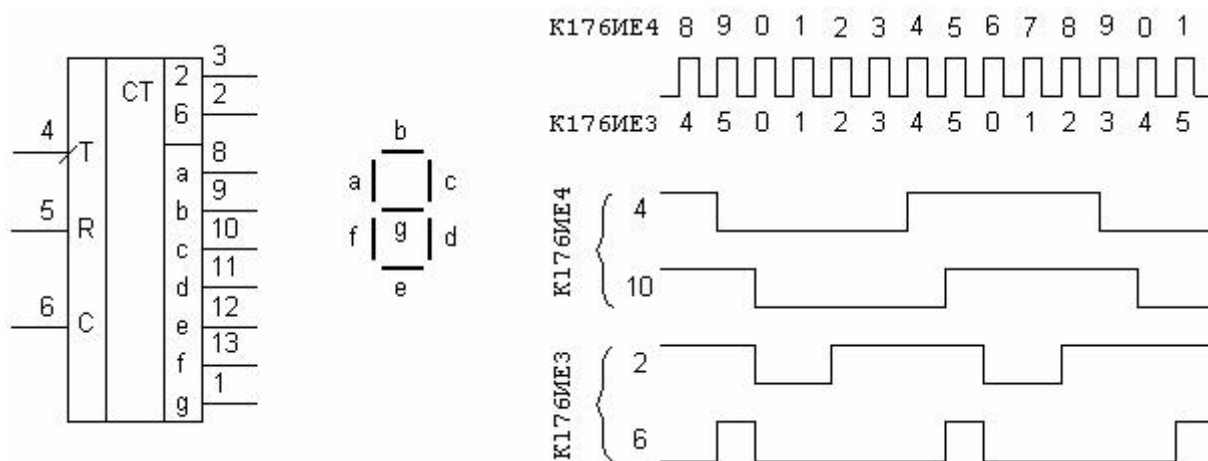 3
CT 2 2
6
4 T 8
a 9
5 R b 10
c 11
d 12
6 C e 13
f 1
g
b
a c
g
f d
e
К176ИЕ4 8 9 0 1 2 3 4 5 6 7 8 9 0 1
К176ИЕ3 4 5 0 1 2 3 4 5 0 1 2 3 4 5
К176ИЕ4
4
10
К176ИЕ3
2
6